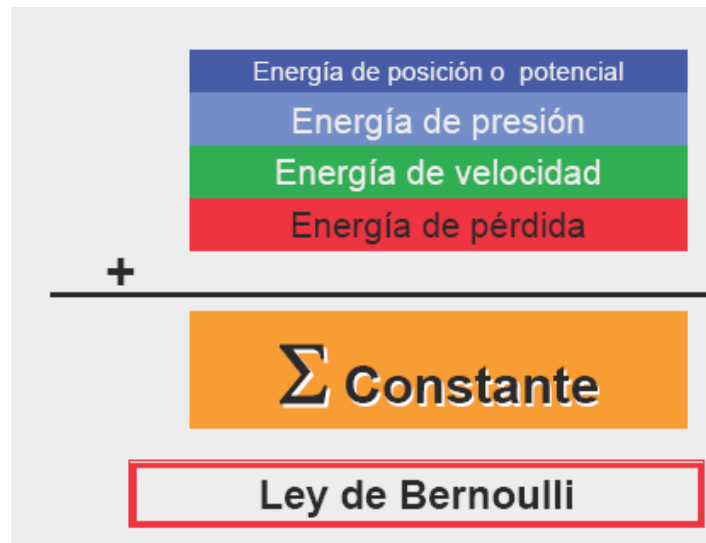 Energía de posición o potencial
Energía de presión
Energía de velocidad
Energía de pérdida
+
Σ Constante
Ley de Bernoulli